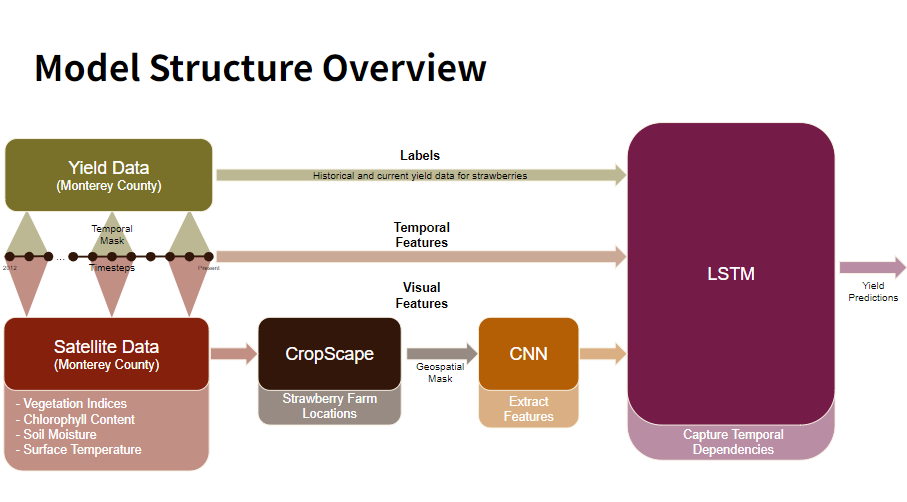 Model Structure Overview
Yield Data
(Monterey County)
Labels
Historical and current yield data for strawberries
Temporal
Mask
Temporal
Features
...
2012
Timesteps
Present
LSTM
Yield
Predictions
Visual
Features
Satellite Data
(Monterey County)
CropScape
Geospatial
Mask
CNN
- Vegetation Indices
- Chlorophyll Content
- Soil Moisture
- Surface Temperature
Strawberry Farm
Locations
Extract
Features
Capture Temporal
Dependencies